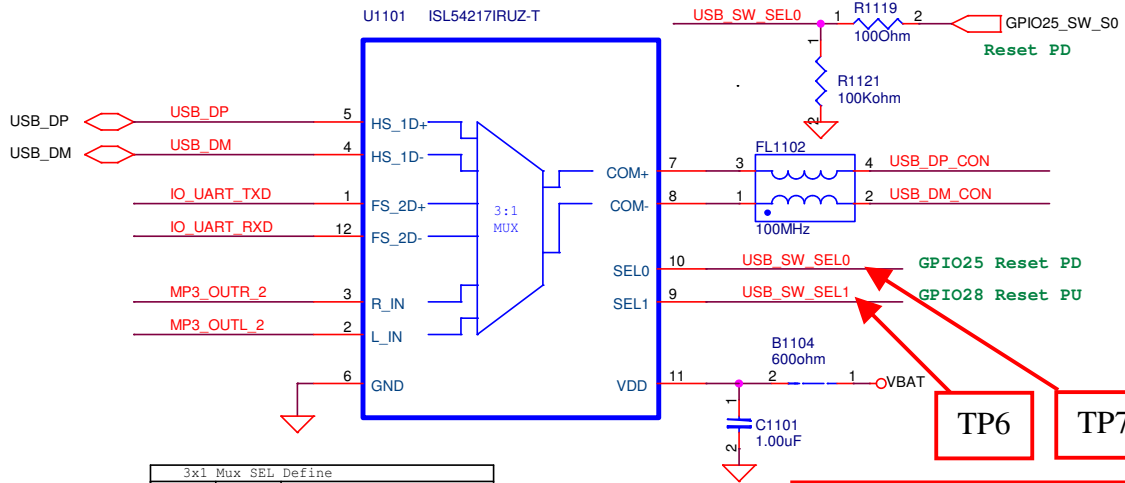 U1101 ISL54217IRUZ-T
USB_SW_SEL0
R1119
1 2
100Ohm
GPIO25_SW_S0
Reset PD
1
R1121
100Kohm
2
USB_DP
USB_DP
5
HS_1D+
USB_DM
USB_DM
4
HS_1D-
IO_UART_TXD
1
FS_2D+
IO_UART_RXD
12
FS_2D-
MP3_OUTR_2
3
R_IN
MP3_OUTL_2
2
L_IN
6
GND
3:1
MUX
COM+
7
COM-
8
FL1102
3 4
USB_DP_CON
1 2
USB_DM_CON
100MHz
SEL0
10
USB_SW_SEL0
GPIO25 Reset PD
SEL1
9
USB_SW_SEL1
GPIO28 Reset PU
VDD
11
B1104
600ohm
2 1
VBAT
1
C1101
1.00uF
2
TP6
TP7
3x1 Mux SEL Define